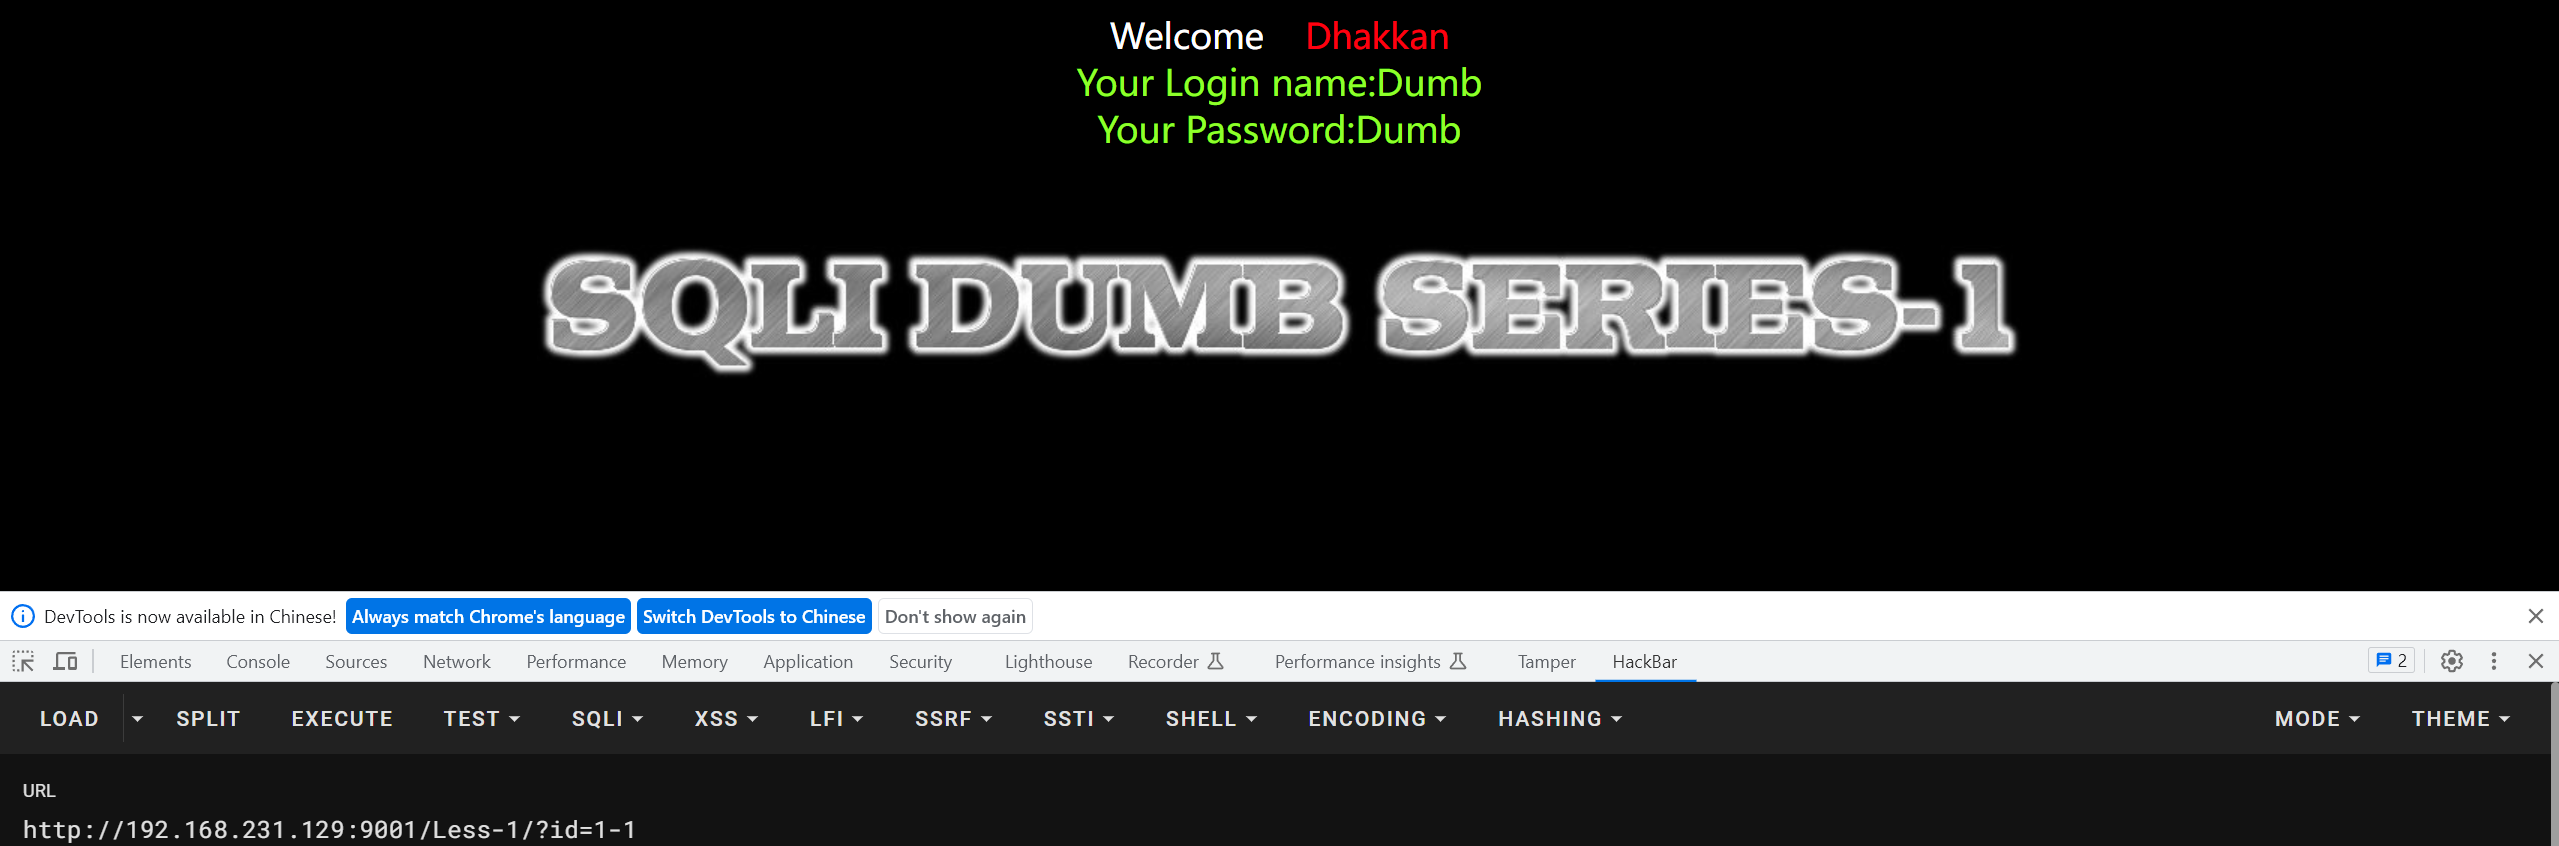 Welcome Dhakkan
Your Login name:Dumb
Your Password:Dumb
SQLI DUMB SERIES-1
DevTools is now available in Chinese! Always match Chrome's language Switch DevTools to Chinese Don't show again
Elements Console Sources Network Performance Memory Application Security Lighthouse Recorder Performance insights Tamper HackBar 2
LOAD SPLIT EXECUTE TEST SQLI XSS LFI SSRF SSTI SHELL ENCODING HASHING MODE THEME
URL
http://192.168.231.129:9001/Less-1/?id=1-1